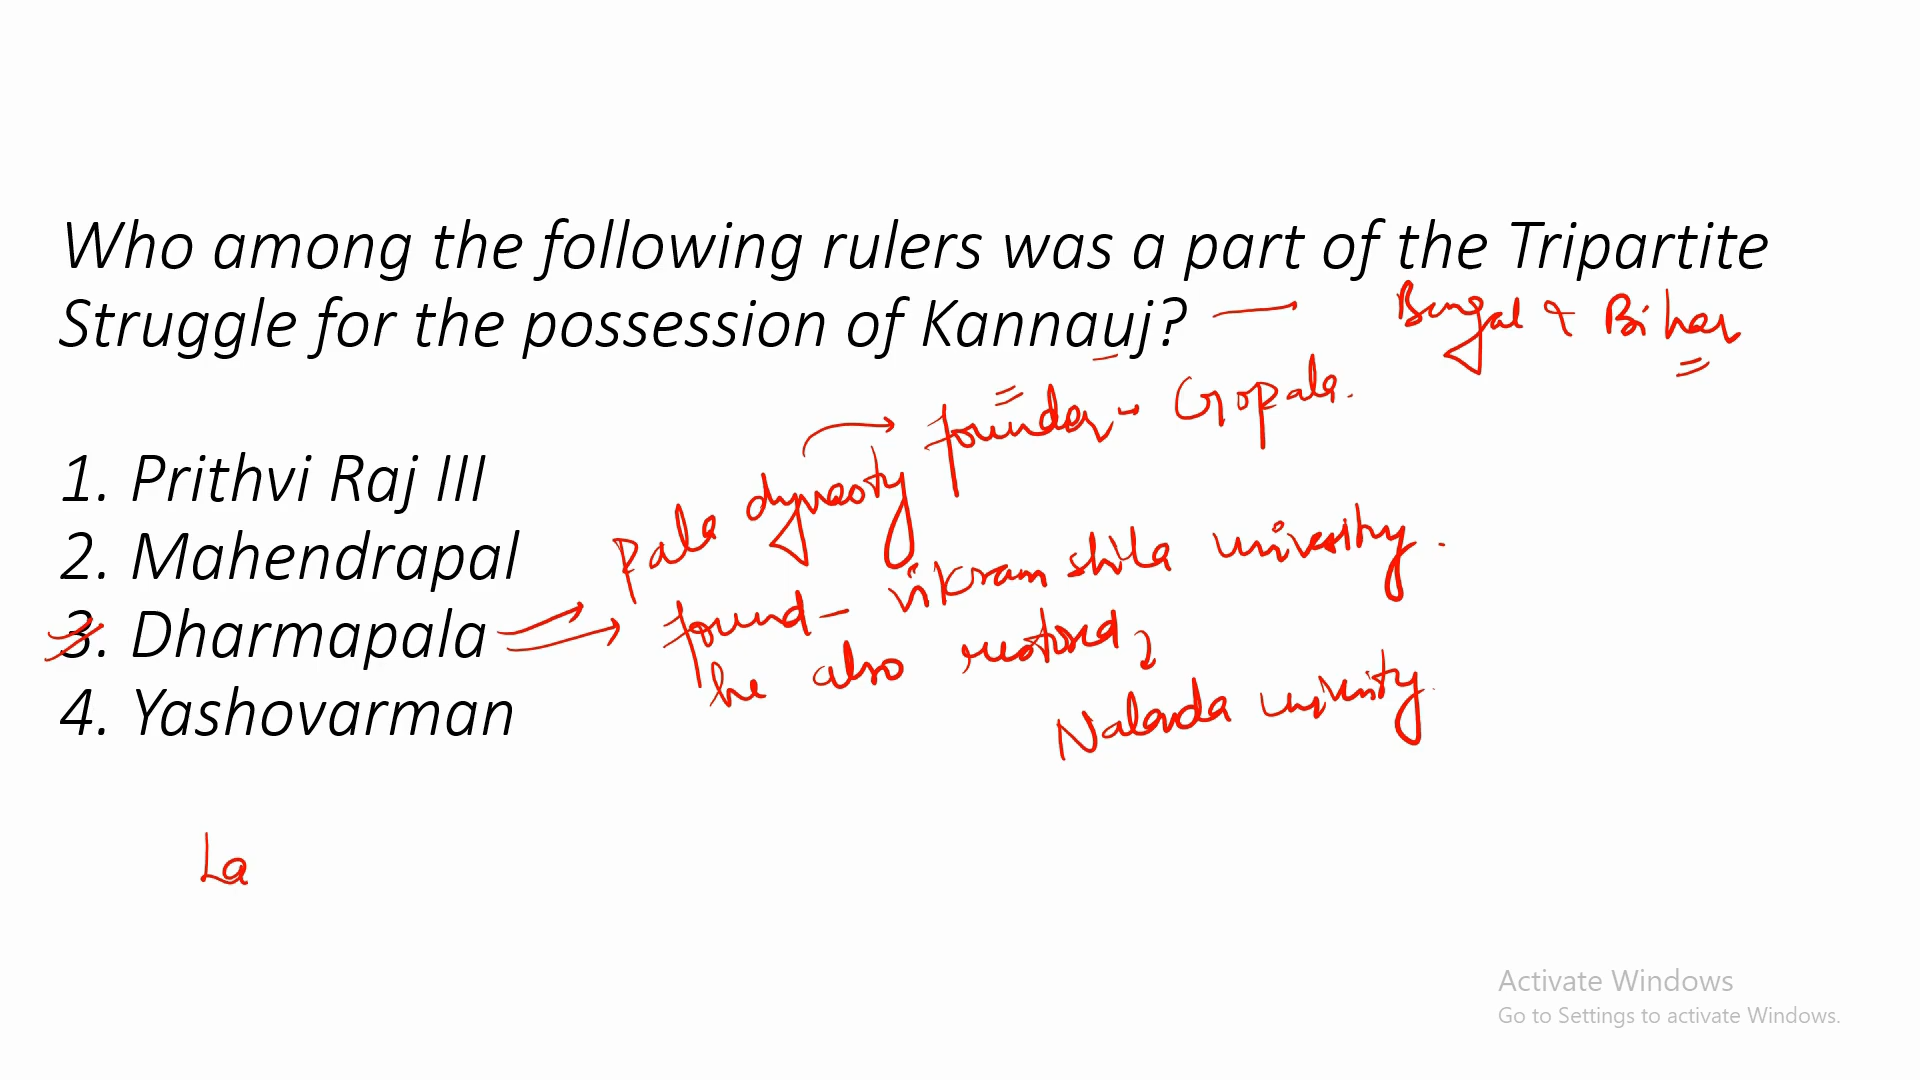 Who among the following rulers was a part of the Tripartite
Struggle for the possession of Kannauj? — Bengal & Bihar
founder - Gopala.
1. Prithvi Raj III
pala dynasty
2. Mahendrapal
found - vikram shila university.
3. Dharmapala
he also restored,
4. Yashovarman
Nalanda university.
La
Activate Windows
Go to Settings to activate Windows.